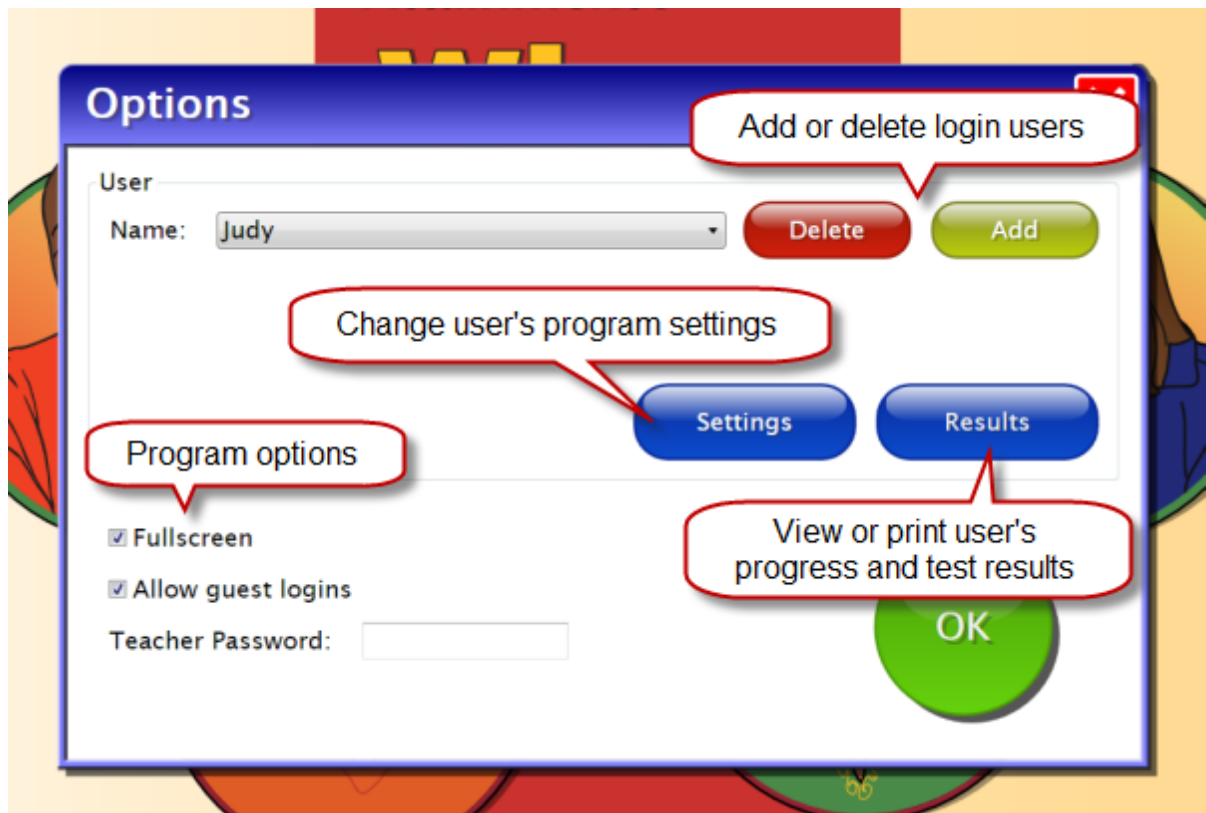 Options
Add or delete login users
User
Name: Judy Delete Add
Change user's program settings
Settings Results
Program options
View or print user's
progress and test results
Fullscreen
Allow guest logins
Teacher Password:
OK